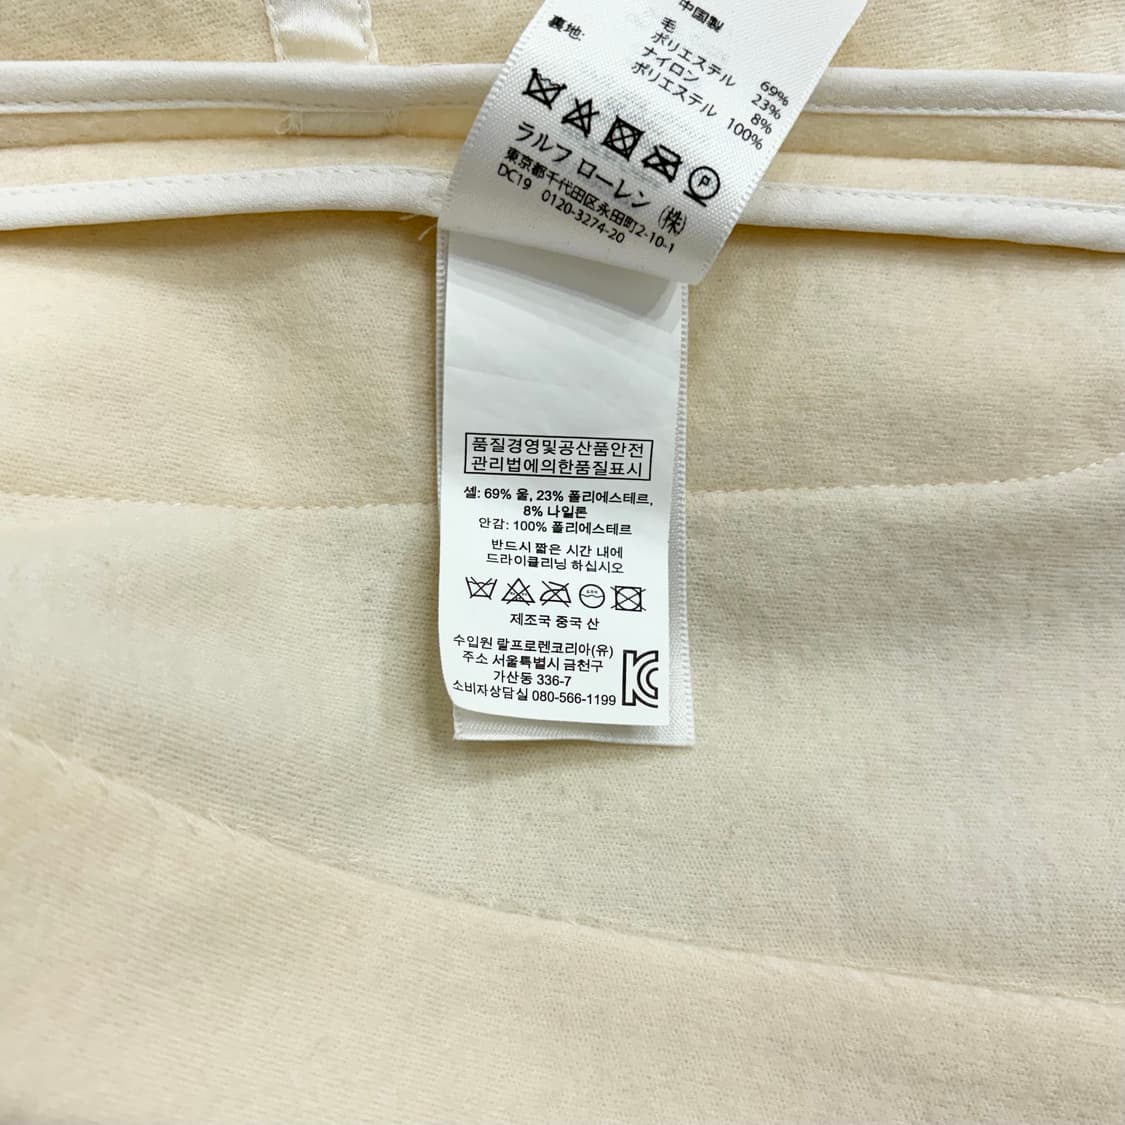 中国製
毛 69%
ポリエステル 23%
ナイロン 8%
裏地: ポリエステル 100%
P
ラルフ ローレン (株)
東京都千代田区永田町2-10-1
DC19 0120-3274-20
품질경영및공산품안전
관리법에의한품질표시
셀: 69% 울, 23% 폴리에스테르,
8% 나일론
안감: 100% 폴리에스테르
반드시 짧은 시간 내에
드라이클리닝 하십시오
제조국 중국 산
수입원 랄프로렌코리아(유)
주소 서울특별시 금천구
가산동 336-7
소비자상담실 080-566-1199
KC